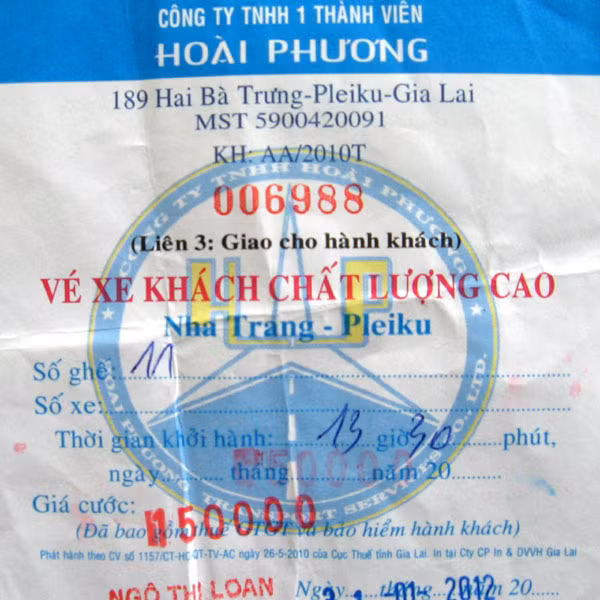 CÔNG TY TNHH 1 THÀNH VIÊN
HOÀI PHƯƠNG
189 Hai Bà Trưng-Pleiku-Gia Lai
MST 5900420091
KH: AA/2010T
006988
(Liên 3: Giao cho hành khách)
VÉ XE KHÁCH CHẤT LƯỢNG CAO
Nha Trang - Pleiku
Số ghế: 11
Số xe:
Thời gian khởi hành: 13 giờ 30 phút,
ngày tháng năm 20
Giá cước: 150000
(Đã bao gồm thuế GTGT và bảo hiểm hành khách)
Phát hành theo CV số 1157/CT-HC-QT-TV-AC ngày 26-5-2010 của Cục Thuế tỉnh Gia Lai. In tại Cty CP In & DVVH Gia Lai
NGÔ THỊ LOAN Ngày 31 -01- 2012 năm 20